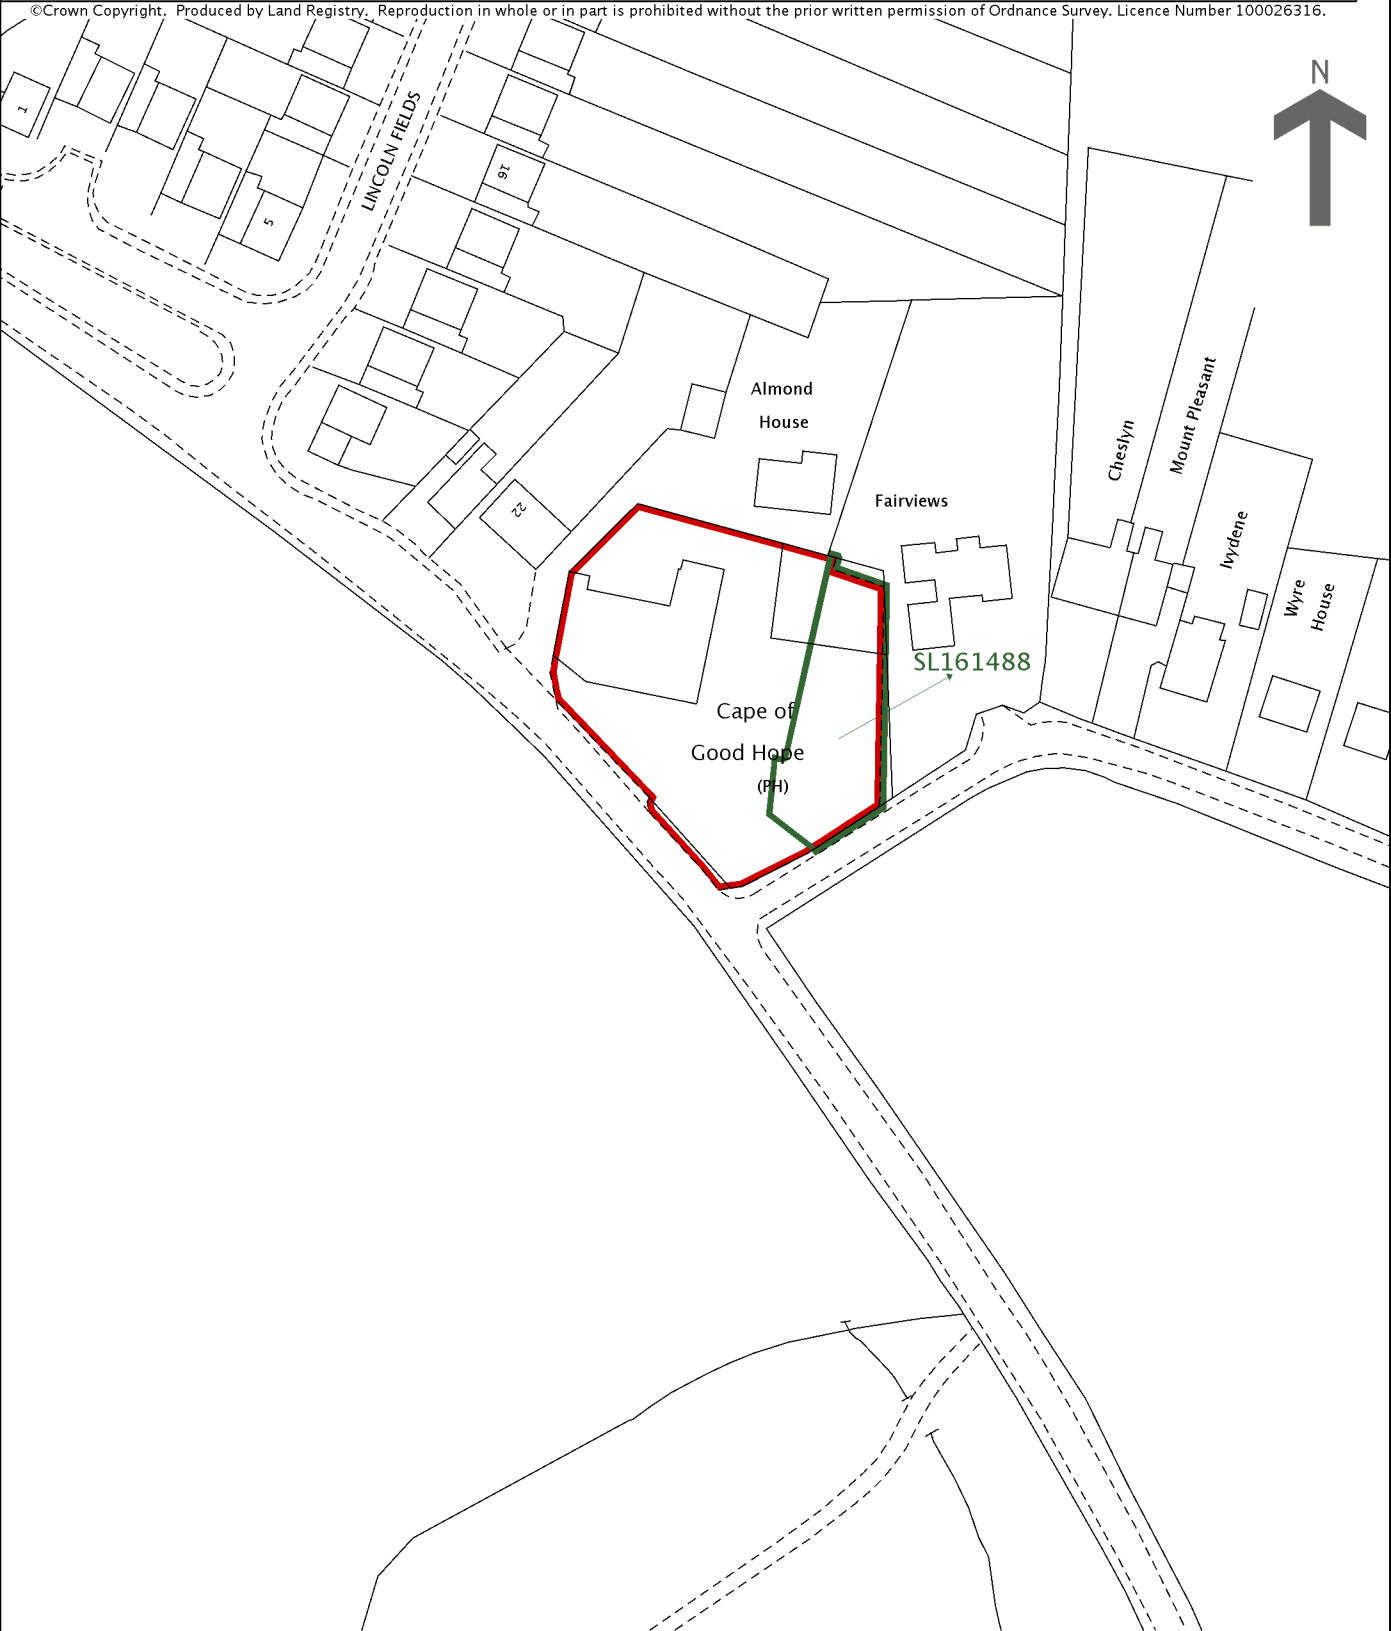 ©Crown Copyright. Produced by Land Registry. Reproduction in whole or in part is prohibited without the prior written permission of Ordnance Survey. Licence Number 100026316.
N
1
LINCOLN FIELDS
16
5
Almond
House
Cheslyn
Mount Pleasant
Fairviews
22
Ivydene
Wyre
House
SL161488
Cape of
Good Hope
(PH)